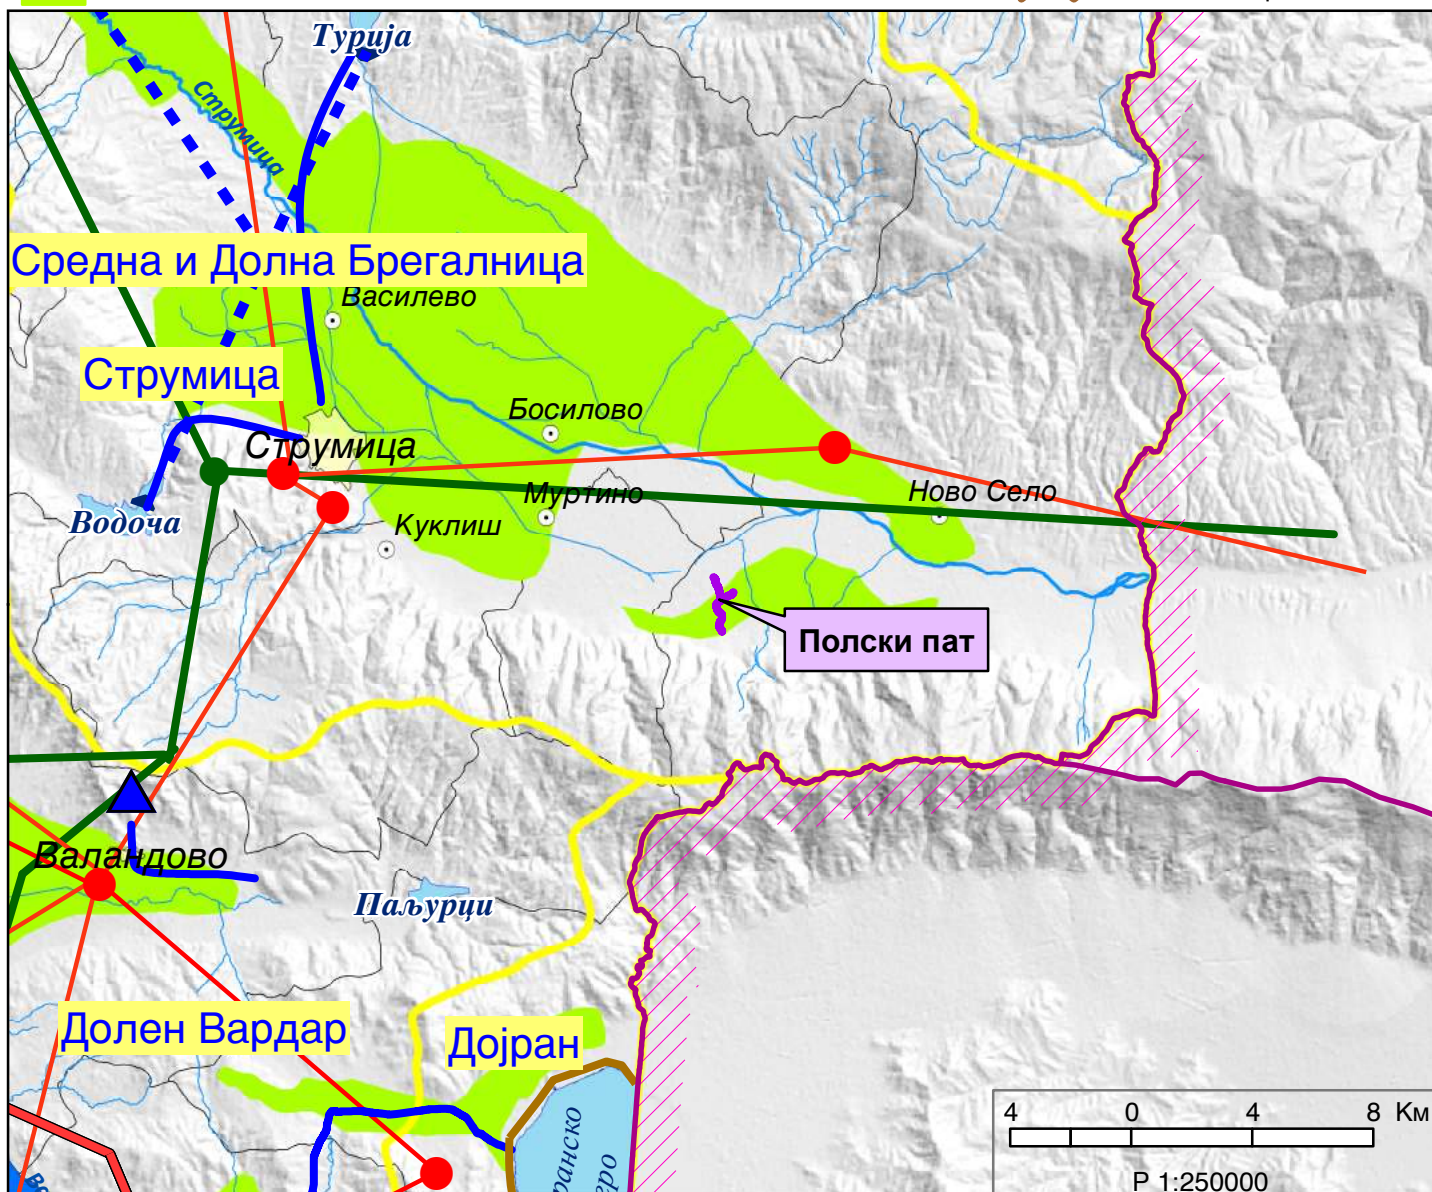 Турија
Струмица
Средна и Долна Брегалница
Василево
Струмица
Босилово
Струмица
Ново Село
Муртино
Водоча
Куклиш
Полски пат
Валандово
Паљурци
Долен Вардар
Дојран
4 0 4 8 Км
Р 1:250000